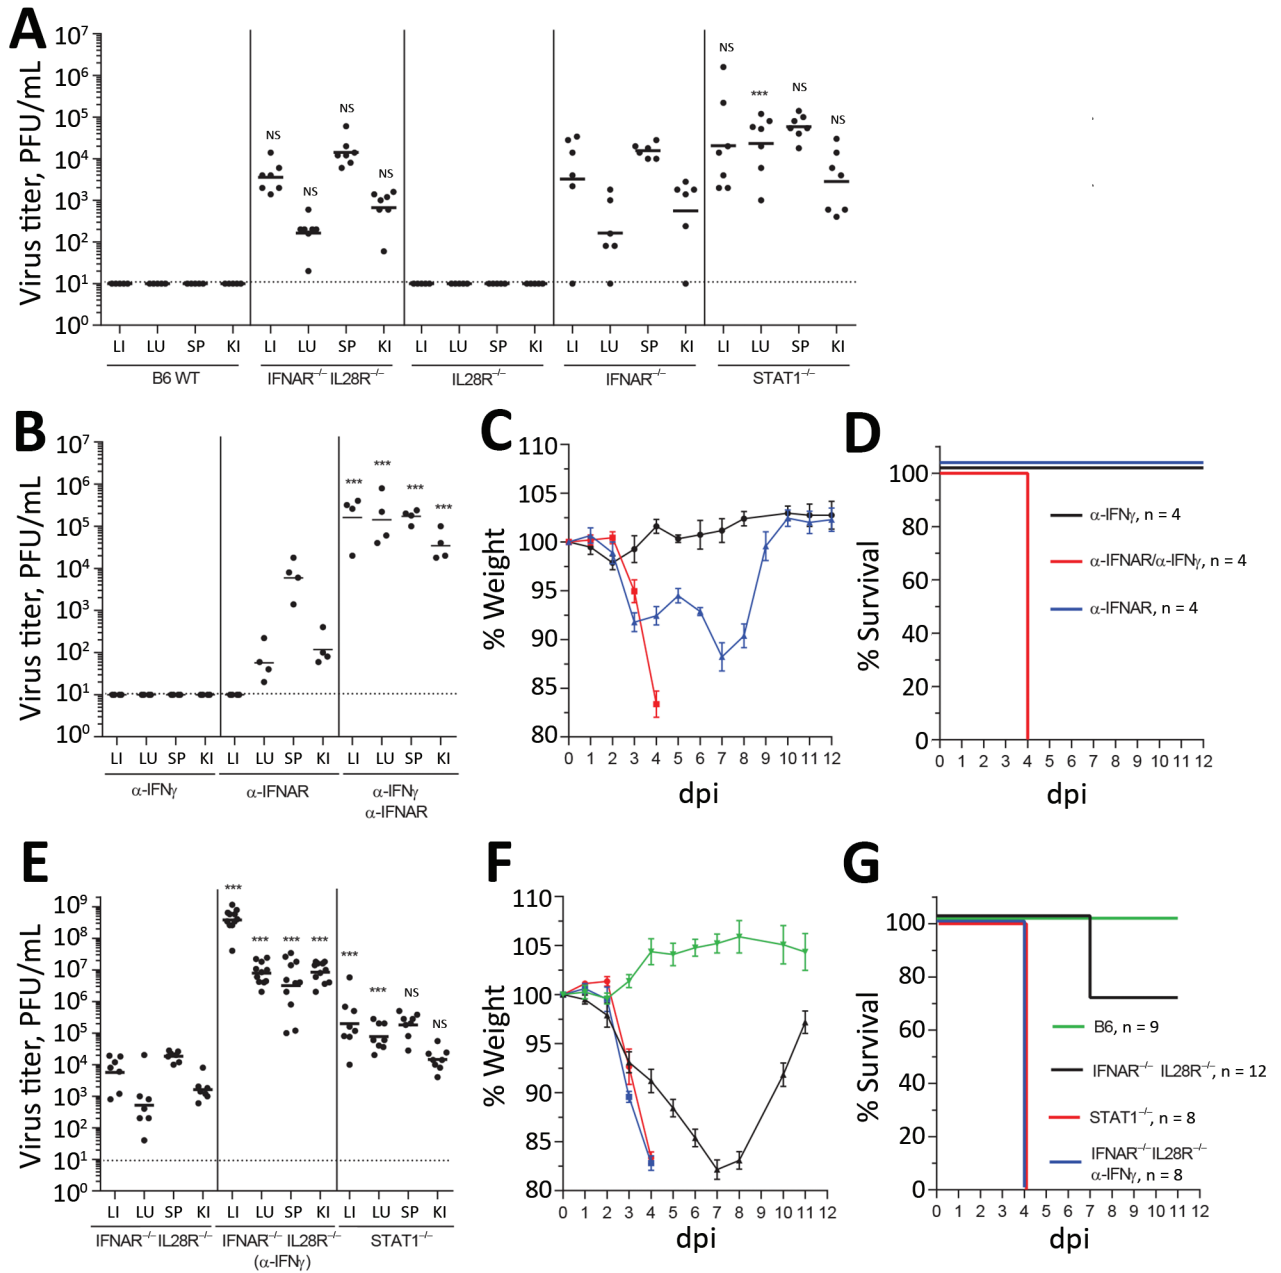 A
Virus titer, PFU/mL
10⁷
10⁶
10⁵
10⁴
10³
10²
10¹
10⁰
NS NS NS NS NS *** NS NS
LI LU SP KI LI LU SP KI LI LU SP KI LI LU SP KI LI LU SP KI
B6 WT IFNAR⁻/⁻ IL28R⁻/⁻ IL28R⁻/⁻ IFNAR⁻/⁻ STAT1⁻/⁻
B
Virus titer, PFU/mL
10⁷
10⁶
10⁵
10⁴
10³
10²
10¹
10⁰
*** *** *** ***
LI LU SP KI LI LU SP KI LI LU SP KI
α-IFNγ α-IFNAR α-IFNγ
α-IFNAR
C
% Weight
110
105
100
95
90
85
80
0 1 2 3 4 5 6 7 8 9 10 11 12
dpi
D
% Survival
100
80
60
40
20
0
α-IFNγ, n = 4
α-IFNAR/α-IFNγ, n = 4
α-IFNAR, n = 4
0 1 2 3 4 5 6 7 8 9 10 11 12
dpi
E
Virus titer, PFU/mL
10⁹
10⁸
10⁷
10⁶
10⁵
10⁴
10³
10²
10¹
10⁰
*** *** *** *** *** *** NS NS
LI LU SP KI LI LU SP KI LI LU SP KI
IFNAR⁻/⁻ IL28R⁻/⁻ IFNAR⁻/⁻ IL28R⁻/⁻ STAT1⁻/⁻
(α-IFNγ)
F
% Weight
110
105
100
95
90
85
80
0 1 2 3 4 5 6 7 8 9 10 11 12
dpi
G
% Survival
100
80
60
40
20
0
B6, n = 9
IFNAR⁻/⁻ IL28R⁻/⁻, n = 12
STAT1⁻/⁻, n = 8
IFNAR⁻/⁻ IL28R⁻/⁻
α-IFNγ, n = 8
0 1 2 3 4 5 6 7 8 9 10 11 12
dpi